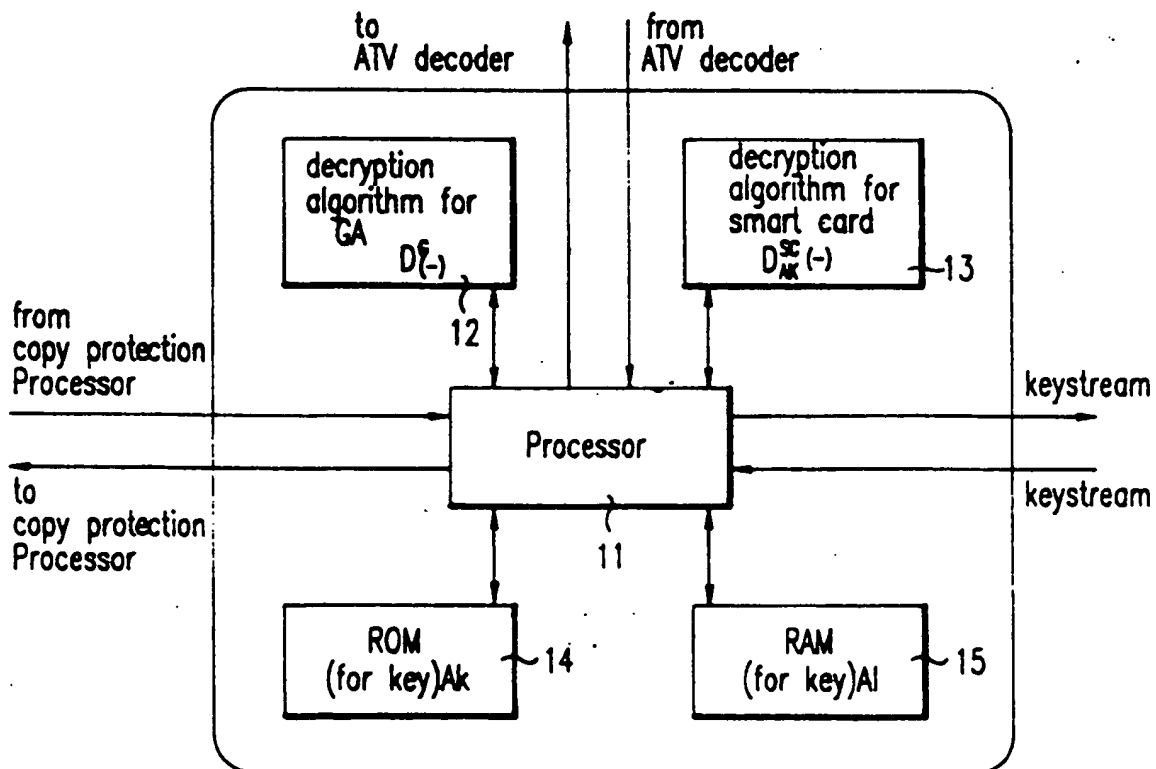 to
ATV decoder
from
ATV decoder
decryption
algorithm for
GA
D^G_(-)
12
decryption
algorithm for
smart card
D^SC_AK(-)
13
from
copy protection
Processor
to
copy protection
Processor
Processor
11
keystream
keystream
ROM
(for key)Ak
14
RAM
(for key)Al
15